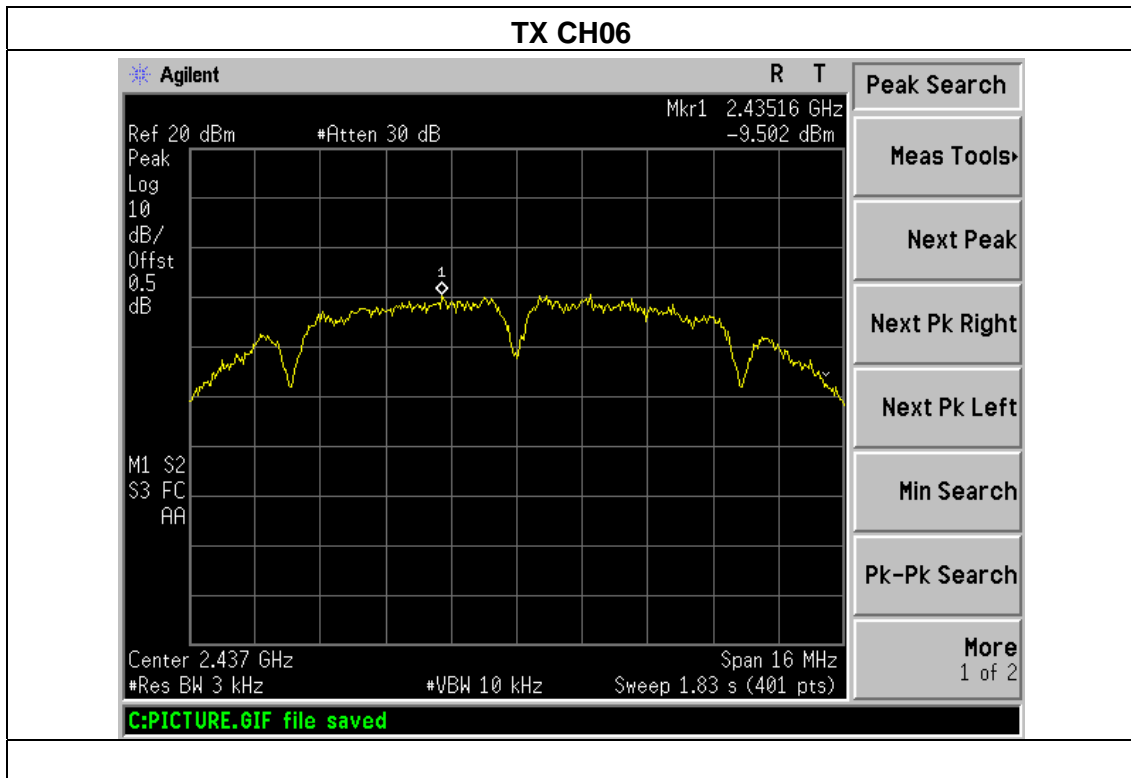 TX CH06
Agilent
R T
Mkr1 2.43516 GHz
Ref 20 dBm #Atten 30 dB -9.502 dBm
Peak
Log
10
dB/
Offst
0.5
dB
1
M1 S2
S3 FC
AA
Center 2.437 GHz Span 16 MHz
#Res BW 3 kHz #VBW 10 kHz Sweep 1.83 s (401 pts)
C:PICTURE.GIF file saved
Peak Search
Meas Tools
Next Peak
Next Pk Right
Next Pk Left
Min Search
Pk-Pk Search
More
1 of 2